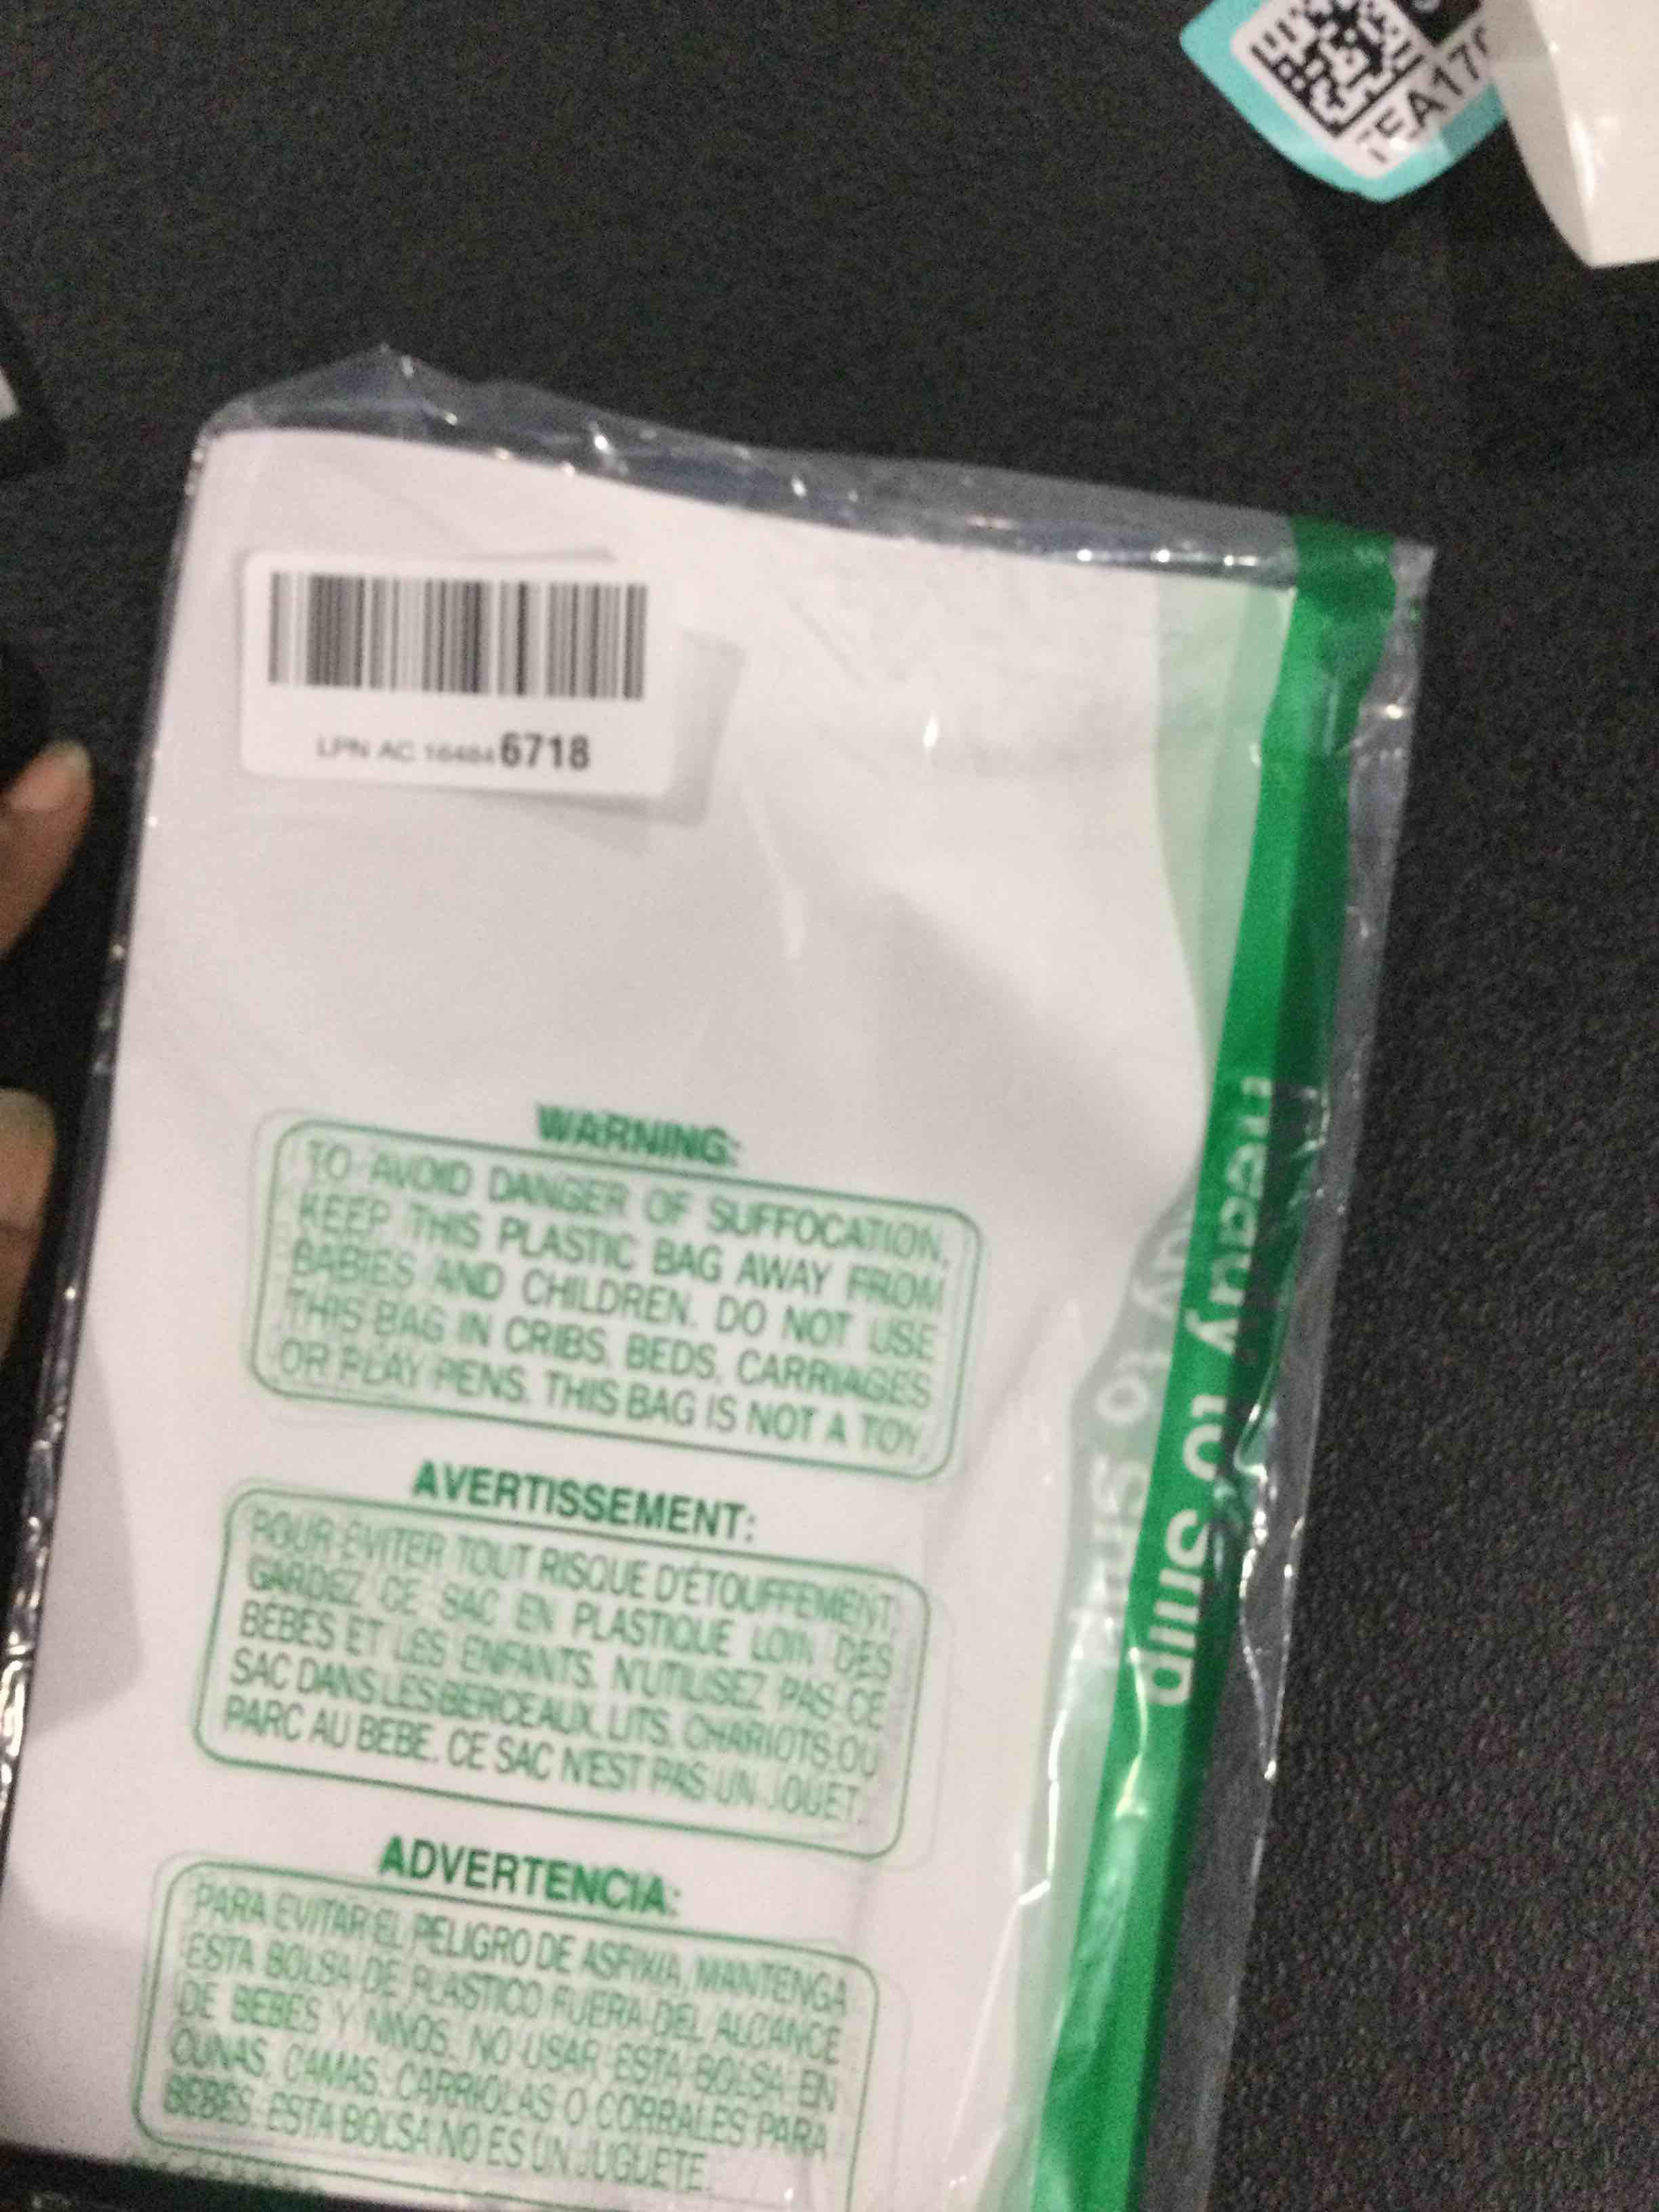 FA17
LPN AC 164846718
WARNING:
TO AVOID DANGER OF SUFFOCATION,
KEEP THIS PLASTIC BAG AWAY FROM
BABIES AND CHILDREN. DO NOT USE
THIS BAG IN CRIBS, BEDS, CARRIAGES
OR PLAY PENS. THIS BAG IS NOT A TOY
AVERTISSEMENT:
POUR EVITER TOUT RISQUE D'ÉTOUFFEMENT,
GARDEZ CE SAC EN PLASTIQUE LOIN DES
BEBES ET LES ENFANTS. N'UTILISEZ PAS CE
SAC DANS LES BERCEAUX, LITS, CHARIOTS OU
PARC AU BEBE. CE SAC N'EST PAS UN JOUET.
ADVERTENCIA:
PARA EVITAR EL PELIGRO DE ASFIXIA, MANTENGA
ESTA BOLSA DE PLASTICO FUERA DEL ALCANCE
DE BEBES Y NINOS. NO USAR ESTA BOLSA EN
CUNAS, CAMAS, CARRIOLAS O CORRALES PARA
BEBES. ESTA BOLSA NO ES UN JUGUETE.
Ready to Ship